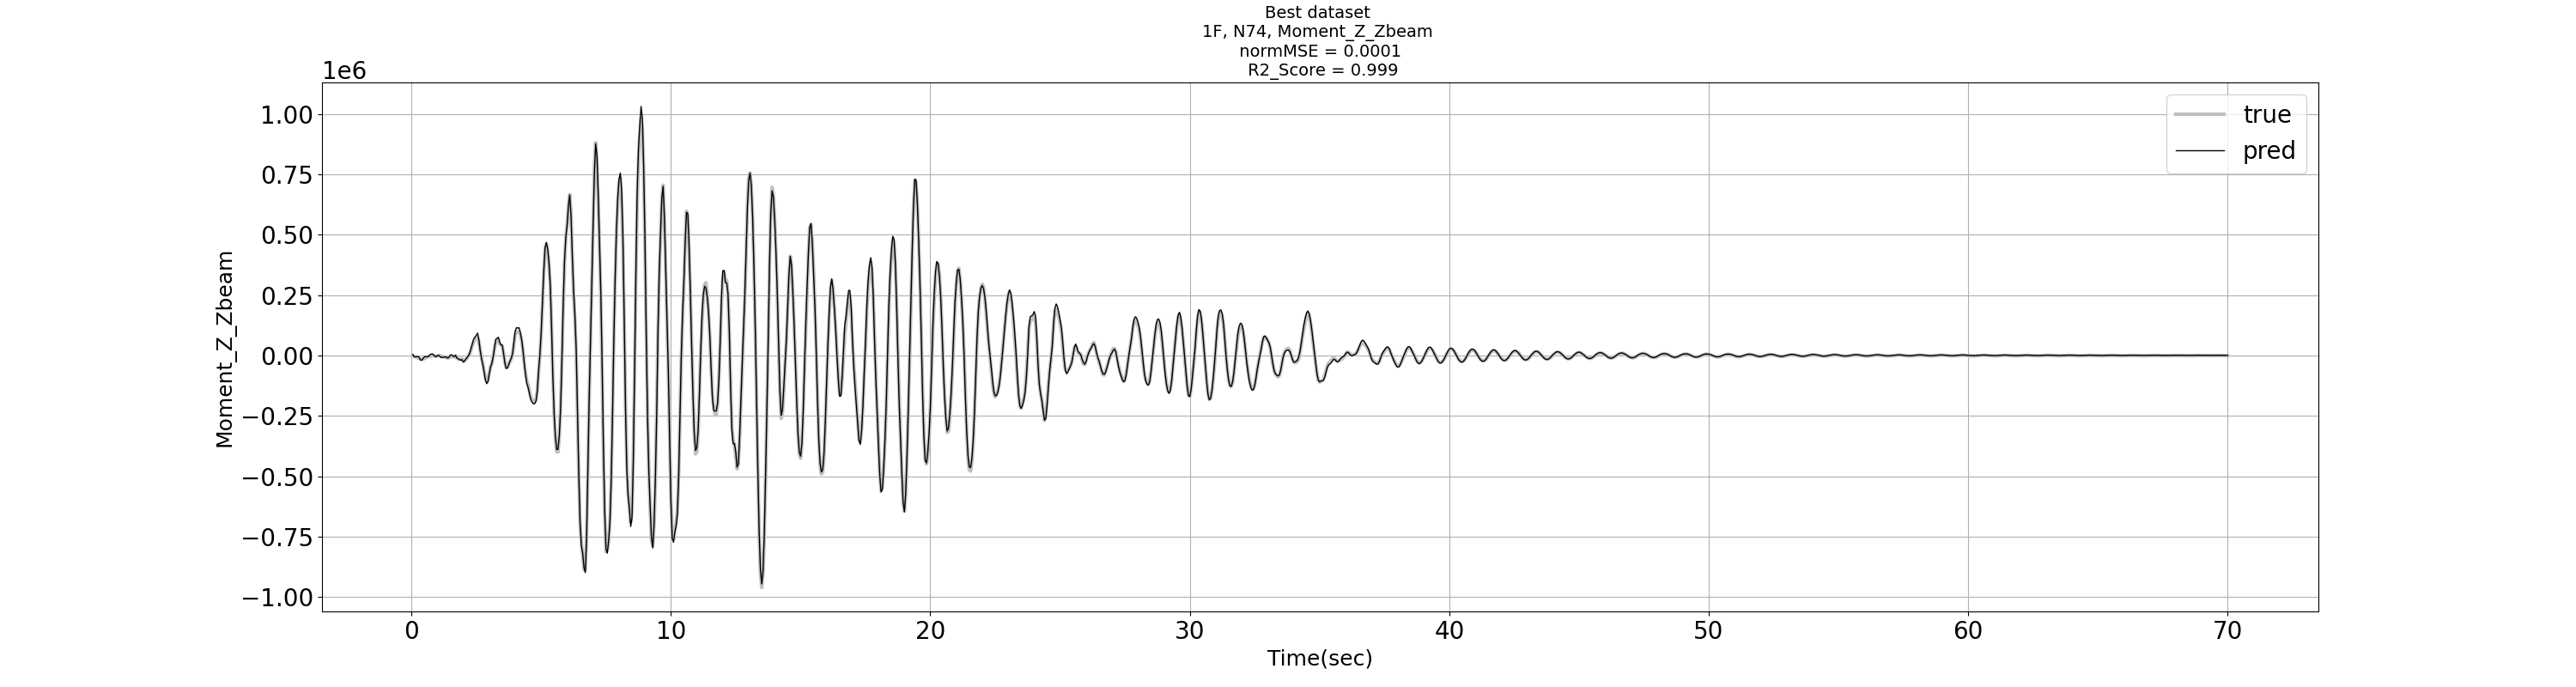 Best dataset
1F, N74, Moment_Z_Zbeam
normMSE = 0.0001
R2_Score = 0.999
1e6
1.00
0.75
0.50
0.25
0.00
−0.25
−0.50
−0.75
−1.00
Moment_Z_Zbeam
true
pred
0 10 20 30 40 50 60 70
Time(sec)